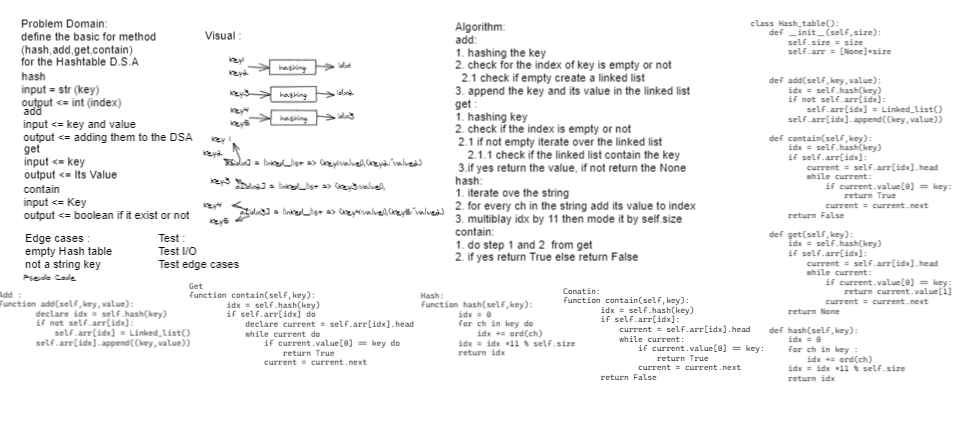 Problem Domain:
define the basic for method
(hash,add,get,contain)
for the Hashtable D.S.A
hash
input = str (key)
output <= int (index)
add
input <= key and value
output <= adding them to the DSA
get
input <= key
output <= Its Value
contain
input <= Key
output <= boolean if it exist or not
Edge cases :
empty Hash table
not a string key
Test :
Test I/O
Test edge cases
Visual :
key1
key2
hashing
idx1
key3
hashing
idx2
key4
key5
hashing
idx3
key 1
key2
linked_list => (key1:value1),(key2:"value2)
key3
linked_list => (key3:value3),
key4
key5
linked_list => (key4:value4),(key5:"value5)
Algorithm:
add:
1. hashing the key
2. check for the index of key is empty or not
2.1 check if empty create a linked list
3. append the key and its value in the linked list
get :
1. hashing key
2. check if the index is empty or not
2.1 if not empty iterate over the linked list
2.1.1 check if the linked list contain the key
3.if yes return the value, if not return the None
hash:
1. iterate ove the string
2. for every ch in the string add its value to index
3. multiblay idx by 11 then mode it by self.size
contain:
1. do step 1 and 2 from get
2. if yes return True else return False
class Hash_table():
def __init__(self,size):
self.size = size
self.arr = [None]*size
def add(self,key,value):
idx = self.hash(key)
if not self.arr[idx]:
self.arr[idx] = Linked_list()
self.arr[idx].append((key,value))
def contain(self,key):
idx = self.hash(key)
if self.arr[idx]:
current = self.arr[idx].head
while current:
if current.value[0] == key:
return True
current = current.next
return False
def get(self,key):
idx = self.hash(key)
if self.arr[idx]:
current = self.arr[idx].head
while current:
if current.value[0] == key:
return current.value[1]
current = current.next
return None
def hash(self,key):
idx = 0
for ch in key :
idx += ord(ch)
idx = idx *11 % self.size
return idx
Pseudo Code
Add :
function add(self,key,value):
declare idx = self.hash(key)
if not self.arr[idx]:
self.arr[idx] = Linked_list()
self.arr[idx].append((key,value))
Get
function contain(self,key):
idx = self.hash(key)
if self.arr[idx] do
declare current = self.arr[idx].head
while current do
if current.value[0] == key do
return True
current = current.next
Hash:
function hash(self,key):
idx = 0
for ch in key do
idx += ord(ch)
idx = idx *11 % self.size
return idx
Conatin:
function contain(self,key):
idx = self.hash(key)
if self.arr[idx]:
current = self.arr[idx].head
while current:
if current.value[0] == key:
return True
current = current.next
return False